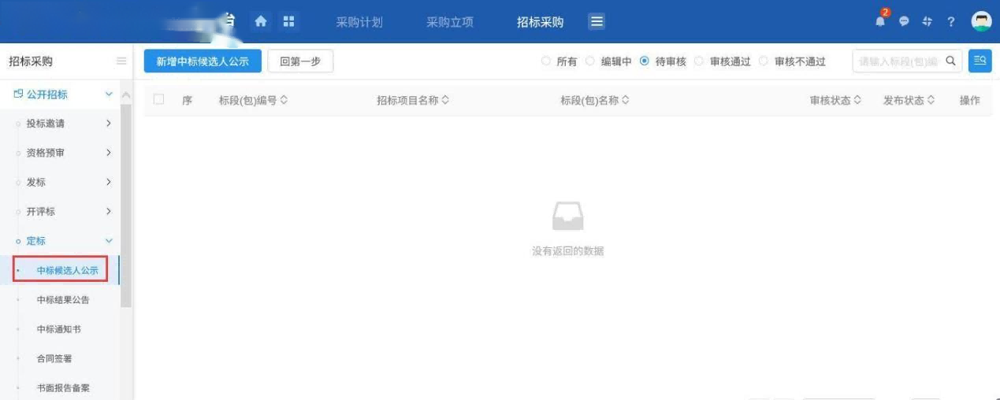 台 采购计划 采购立项 招标采购 2 ?
招标采购 新增中标候选人公示 回第一步 所有 编辑中 待审核 审核通过 审核不通过 请输入标段(包)编
公开招标
序 标段(包)编号 招标项目名称 标段(包)名称 审核状态 发布状态 操作
投标邀请
资格预审
发标
开评标
定标
没有返回的数据
中标候选人公示
中标结果公告
中标通知书
合同签署
书面报告备案